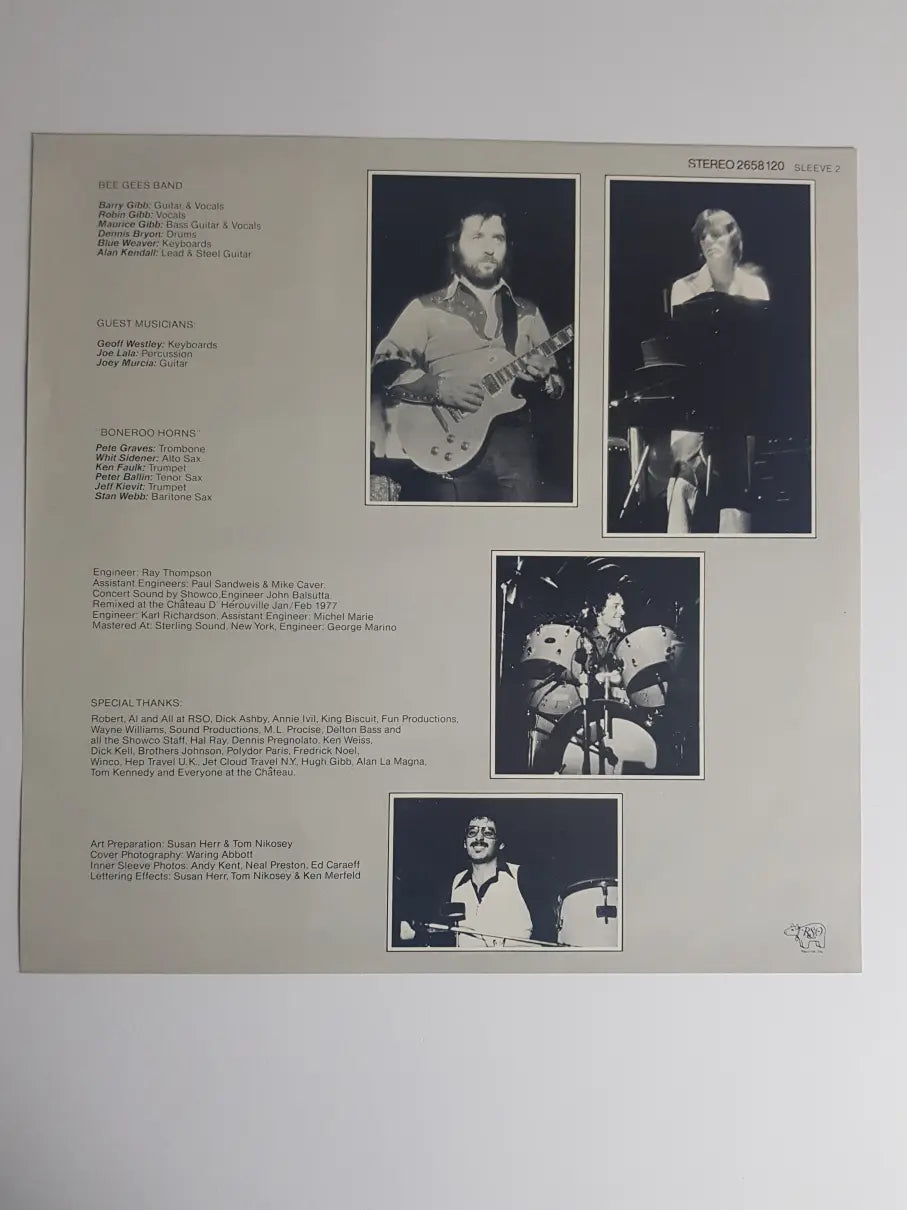 STEREO 2658120 SLEEVE 2
BEE GEES BAND
Barry Gibb: Guitar & Vocals
Robin Gibb: Vocals
Maurice Gibb: Bass Guitar & Vocals
Dennis Bryon: Drums
Blue Weaver: Keyboards
Alan Kendall: Lead & Steel Guitar
GUEST MUSICIANS:
Geoff Westley: Keyboards
Joe Lala: Percussion
Joey Murcia: Guitar
"BONEROO HORNS"
Pete Graves: Trombone
Whit Sidener: Alto Sax
Ken Faulk: Trumpet
Peter Ballin: Tenor Sax
Jeff Kievit: Trumpet
Stan Webb: Baritone Sax
Engineer: Ray Thompson
Assistant Engineers: Paul Sandweis & Mike Caver.
Concert Sound by Showco, Engineer John Balsutta.
Remixed at the Château D' Hérouville Jan/Feb 1977
Engineer: Karl Richardson, Assistant Engineer: Michel Marie
Mastered At: Sterling Sound, New York, Engineer: George Marino
SPECIAL THANKS:
Robert, Al and All at RSO, Dick Ashby, Annie Ivil, King Biscuit, Fun Productions,
Wayne Williams, Sound Productions, M.L. Procise, Delton Bass and
all the Showco Staff, Hal Ray, Dennis Pregnolato, Ken Weiss,
Dick Kell, Brothers Johnson, Polydor Paris, Fredrick Noel,
Winco, Hep Travel U.K., Jet Cloud Travel N.Y., Hugh Gibb, Alan La Magna,
Tom Kennedy and Everyone at the Château.
Art Preparation: Susan Herr & Tom Nikosey
Cover Photography: Waring Abbott
Inner Sleeve Photos: Andy Kent, Neal Preston, Ed Caraeff
Lettering Effects: Susan Herr, Tom Nikosey & Ken Merfeld
RSO